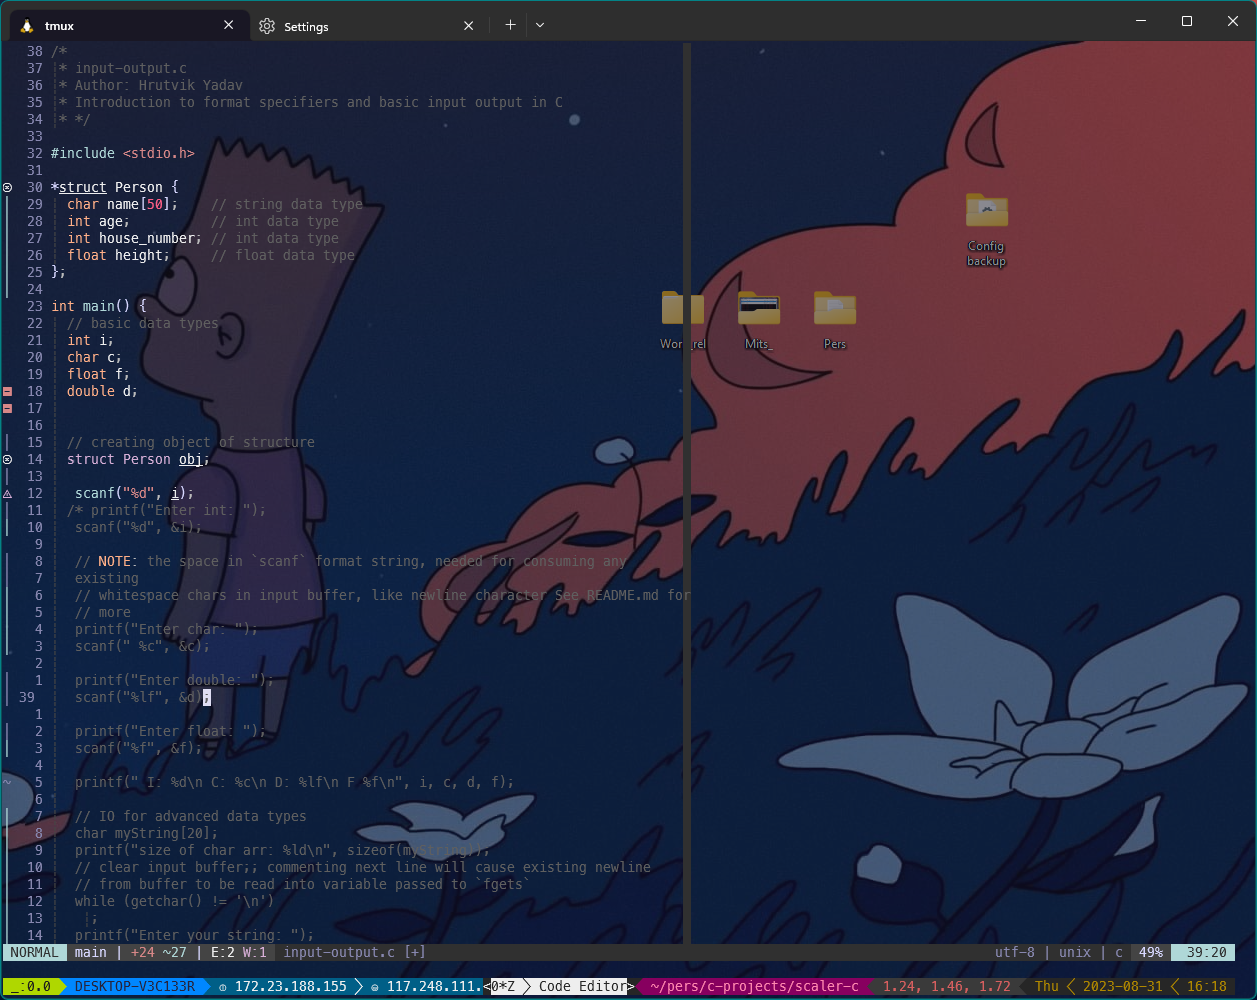 tmux
Settings
38 /*
37 * input-output.c
36 * Author: Hrutvik Yadav
35 * Introduction to format specifiers and basic input output in C
34 * */
33
32 #include <stdio.h>
31
30 *struct Person {
29 char name[50]; // string data type
28 int age; // int data type
27 int house_number; // int data type
26 float height; // float data type
25 };
24
23 int main() {
22 // basic data types
21 int i;
20 char c;
19 float f;
18 double d;
17
16
15 // creating object of structure
14 struct Person obj;
13
12 scanf("%d", i);
11 /* printf("Enter int: ");
10 scanf("%d", &i);
9
8 // NOTE: the space in `scanf` format string, needed for consuming any
7 existing
6 // whitespace chars in input buffer, like newline character See README.md for
5 // more
4 printf("Enter char: ");
3 scanf(" %c", &c);
2
1 printf("Enter double: ");
39 scanf("%lf", &d);
1
2 printf("Enter float: ");
3 scanf("%f", &f);
4
5 printf(" I: %d\n C: %c\n D: %lf\n F %f\n", i, c, d, f);
6
7 // IO for advanced data types
8 char myString[20];
9 printf("size of char arr: %ld\n", sizeof(myString));
10 // clear input buffer;; commenting next line will cause existing newline
11 // from buffer to be read into variable passed to `fgets`
12 while (getchar() != '\n')
13 ;
14 printf("Enter your string: ");
Config
backup
Mits_
Pers
NORMAL main | +24 ~27 | E:2 W:1 input-output.c [+] utf-8 | unix | c 49% 39:20
_:0.0 DESKTOP-V3C133R 172.23.188.155 117.248.111.<0*Z Code Editor> ~/pers/c-projects/scaler-c 1.24, 1.46, 1.72 Thu 2023-08-31 16:18